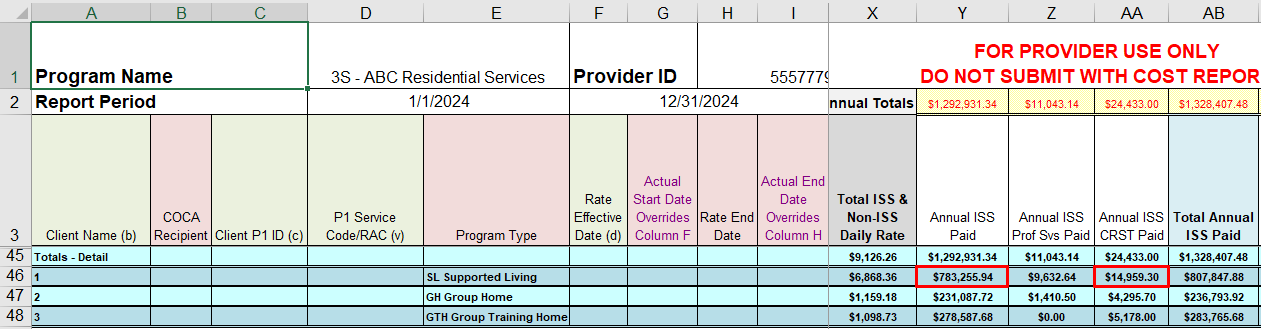 A B C D E F G H I X Y Z AA AB
1 Program Name 3S - ABC Residential Services Provider ID 5557779 FOR PROVIDER USE ONLY
DO NOT SUBMIT WITH COST REPOR
2 Report Period 1/1/2024 12/31/2024 nnual Totals $1,292,931.34 $11,043.14 $24,433.00 $1,328,407.48
3 Client Name (b)
COCA
Recipient
Client P1 ID (c)
P1 Service
Code/RAC (v)
Program Type
Rate
Effective
Date (d)
Actual
Start Date
Overrides
Column F
Rate End
Date
Actual End
Date
Overrides
Column H
Total ISS &
Non-ISS
Daily Rate
Annual ISS
Paid
Annual ISS
Prof Svs Paid
Annual ISS
CRST Paid
Total Annual
ISS Paid
45 Totals - Detail $9,126.26 $1,292,931.34 $11,043.14 $24,433.00 $1,328,407.48
46 1 SL Supported Living $6,868.36 $783,255.94 $9,632.64 $14,959.30 $807,847.88
47 2 GH Group Home $1,159.18 $231,087.72 $1,410.50 $4,295.70 $236,793.92
48 3 GTH Group Training Home $1,098.73 $278,587.68 $0.00 $5,178.00 $283,765.68